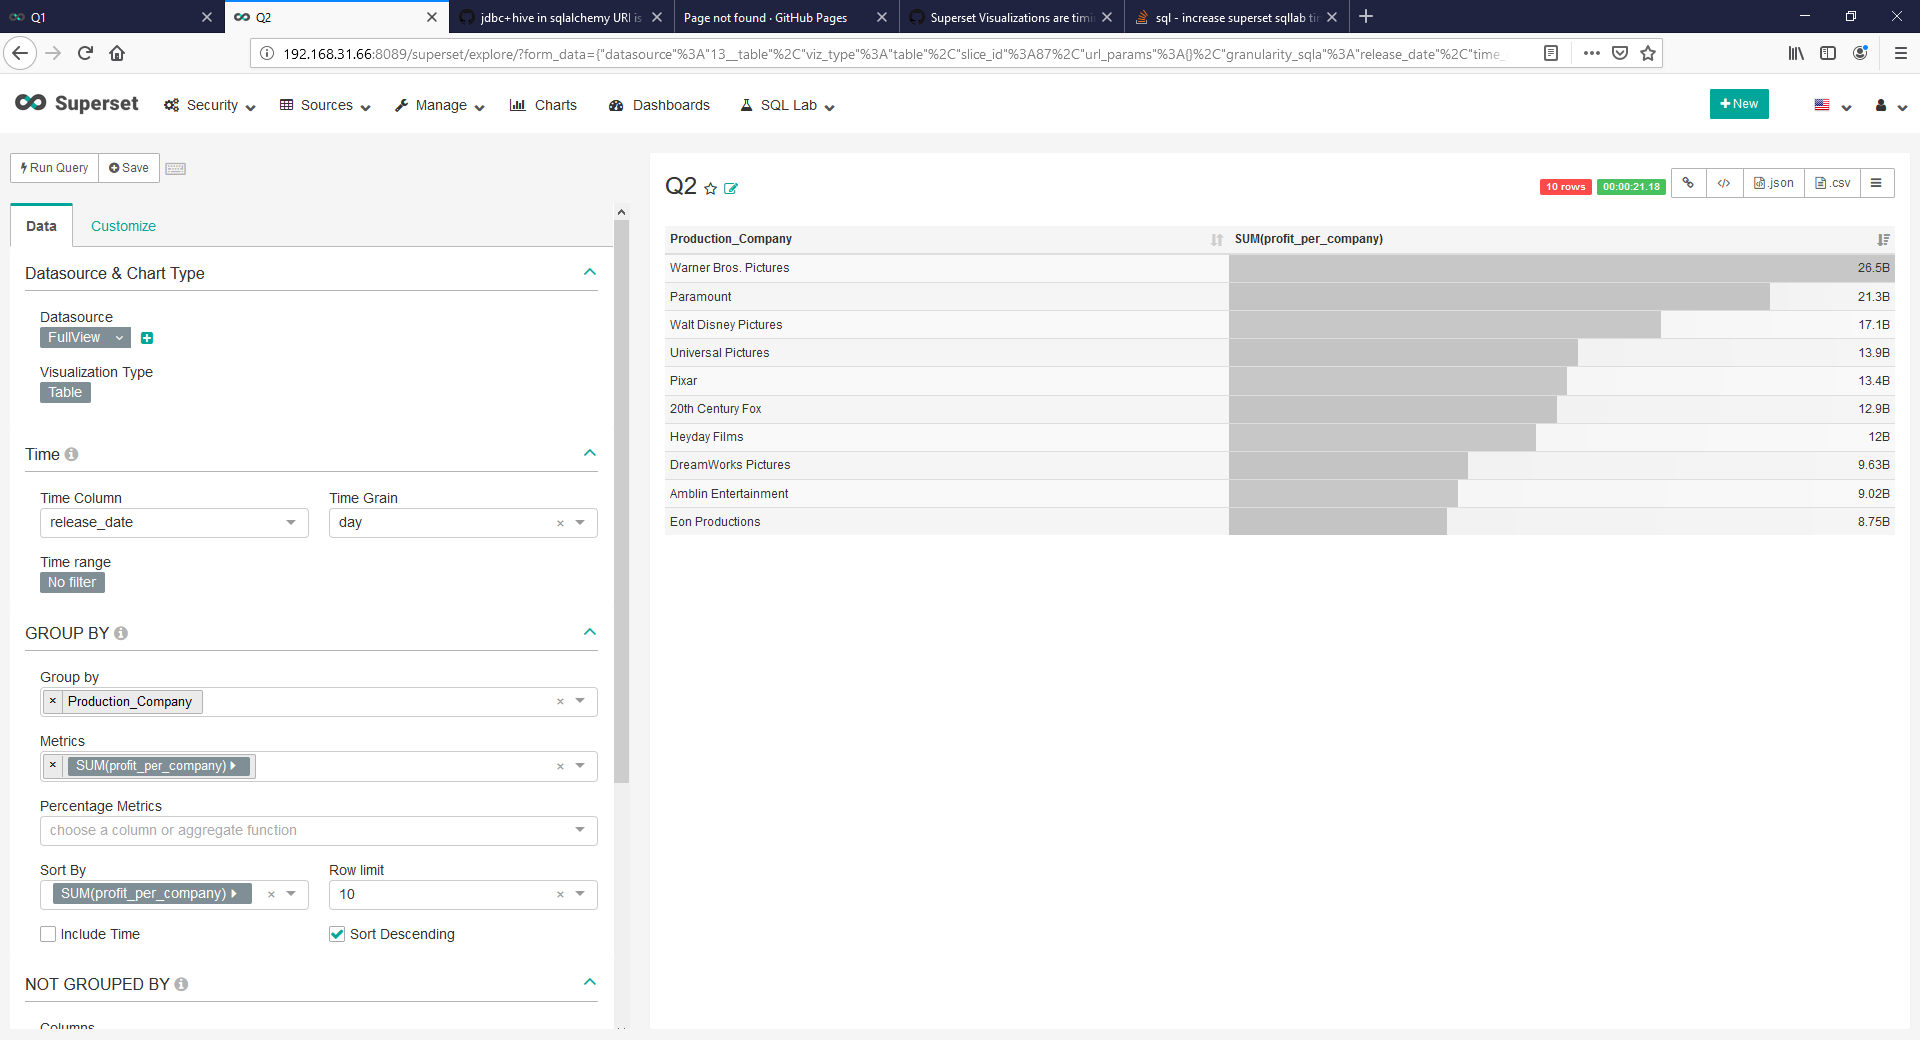 Q1
Q2
jdbc+hive in sqlalchemy URI is
Page not found · GitHub Pages
Superset Visualizations are timi
sql - increase superset sqllab ti
192.168.31.66:8089/superset/explore/?form_data={"datasource"%3A"13__table"%2C"viz_type"%3A"table"%2C"slice_id"%3A87%2C"url_params"%3A{}%2C"granularity_sqla"%3A"release_date"%2C"time_
Superset
Security
Sources
Manage
Charts
Dashboards
SQL Lab
+ New
Run Query
Save
Data
Customize
Datasource & Chart Type
Datasource
FullView
Visualization Type
Table
Time
Time Column
Time Grain
release_date
day
Time range
No filter
GROUP BY
Group by
Production_Company
Metrics
SUM(profit_per_company)
Percentage Metrics
choose a column or aggregate function
Sort By
Row limit
SUM(profit_per_company)
10
Include Time
Sort Descending
NOT GROUPED BY
Columns
Q2
10 rows
00:00:21.18
</>
.json
.csv
Production_Company SUM(profit_per_company)
Warner Bros. Pictures 26.5B
Paramount 21.3B
Walt Disney Pictures 17.1B
Universal Pictures 13.9B
Pixar 13.4B
20th Century Fox 12.9B
Heyday Films 12B
DreamWorks Pictures 9.63B
Amblin Entertainment 9.02B
Eon Productions 8.75B